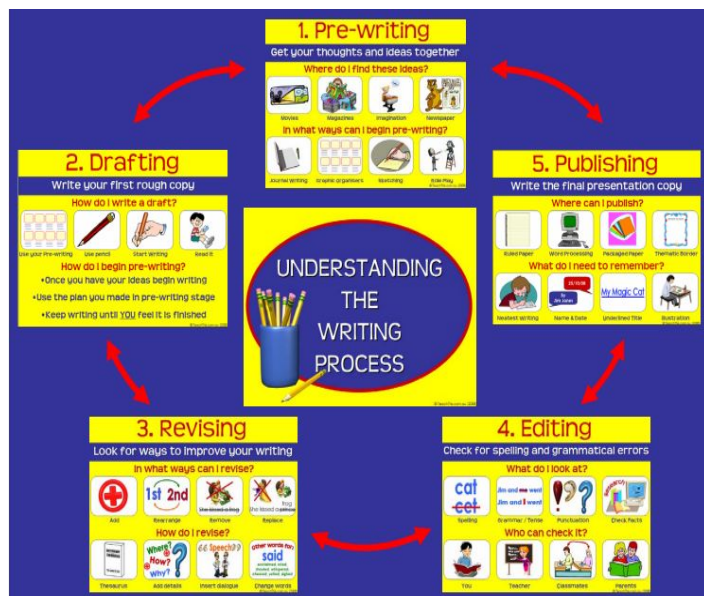 1. Pre-writing
Get your thoughts and ideas together
Where do I find these ideas?
Movies Magazines Imagination Newspaper
In what ways can I begin pre-writing?
Journal Writing Graphic Organisers Sketching Role Play
2. Drafting
Write your first rough copy
How do I write a draft?
Use your Pre-writing Use pencil Start Writing Read it
How do I begin pre-writing?
•Once you have your ideas begin writing
•Use the plan you made in pre-writing stage
•Keep writing until YOU feel it is finished
5. Publishing
Write the final presentation copy
Where can I publish?
Ruled Paper Word Processing Packaged Paper Thematic Border
What do I need to remember?
My Magic Cat
Neatest Writing Name & Date Underlined Title Illustration
UNDERSTANDING
THE
WRITING
PROCESS
3. Revising
Look for ways to improve your writing
In what ways can I revise?
1st 2nd
Add Rearrange Remove Replace
How do I revise?
Where?
How?
Why?
Speech
other words for:
said
Thesaurus Add details Insert dialogue Change words
4. Editing
Check for spelling and grammatical errors
What do I look at?
cat
cet
Jim and me went
Jim and I went
Spelling Grammar / Tense Punctuation Check Facts
Who can check it?
You Teacher Classmates Parents